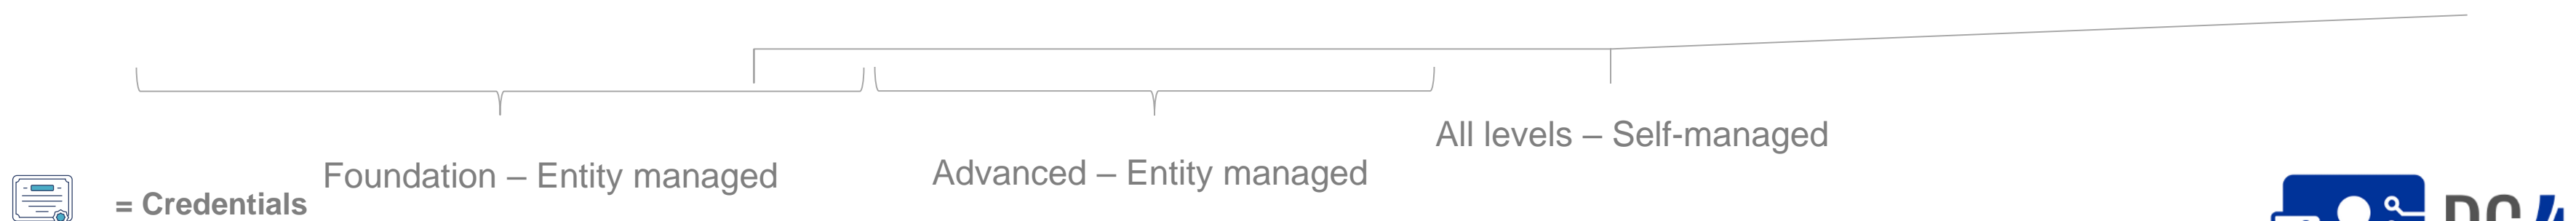 All levels – Self-managed
Foundation – Entity managed
Advanced – Entity managed
= Credentials